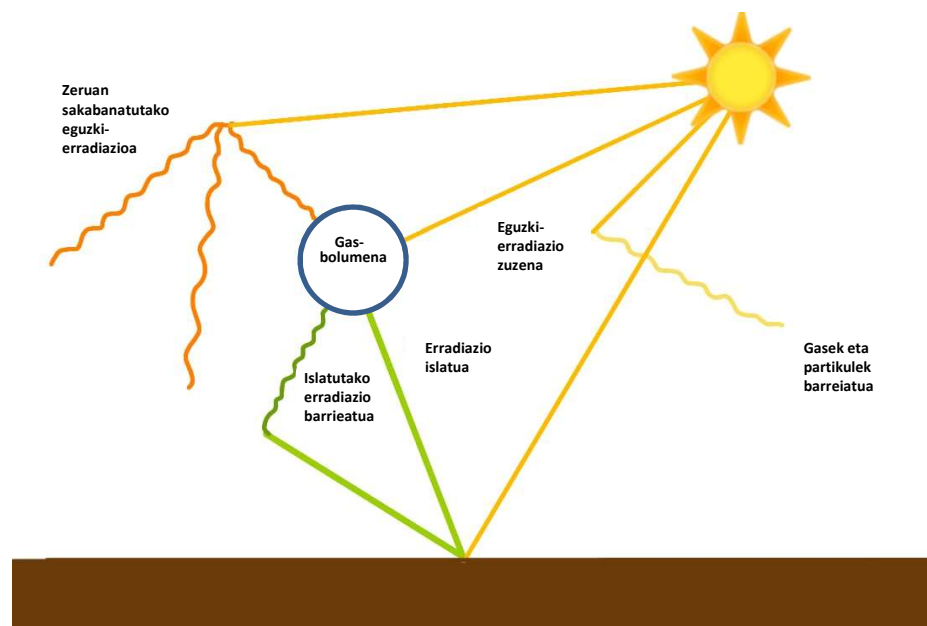 Zeruan
sakabanatutako
eguzki-
erradiazioa
Gas-
bolumena
Eguzki-
erradiazio
zuzena
Erradiazio
islatua
Gasek eta
partikulek
barreiatua
Islatutako
erradiazio
barrieatua